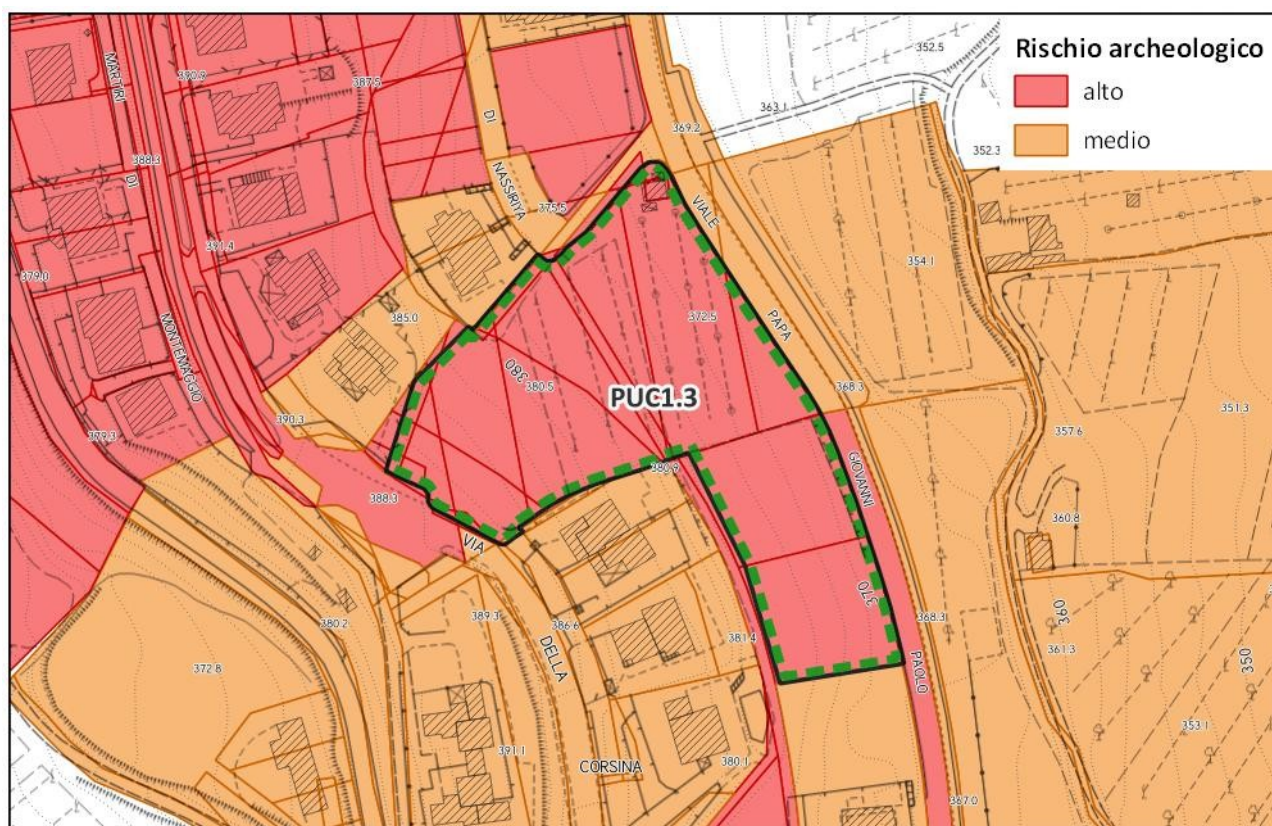 Rischio archeologico
alto
medio
MARTIRI
DI
MONTEMAGGIO
390.9
387.5
388.3
391.4
379.0
379.3
390.3
385.0
DI
NASSIRIYA
375.5
369.2
363.1
352.5
352.3
354.1
VIALE
PAPA
GIOVANNI
PAOLO
372.5
380
380.5
PUC1.3
368.3
380.9
388.3
VIA
DELLA
CORSINA
389.3
386.6
381.4
380.2
372.8
391.1
380.1
370
368.3
367.0
357.6
351.3
360.8
360
361.3
350
353.1